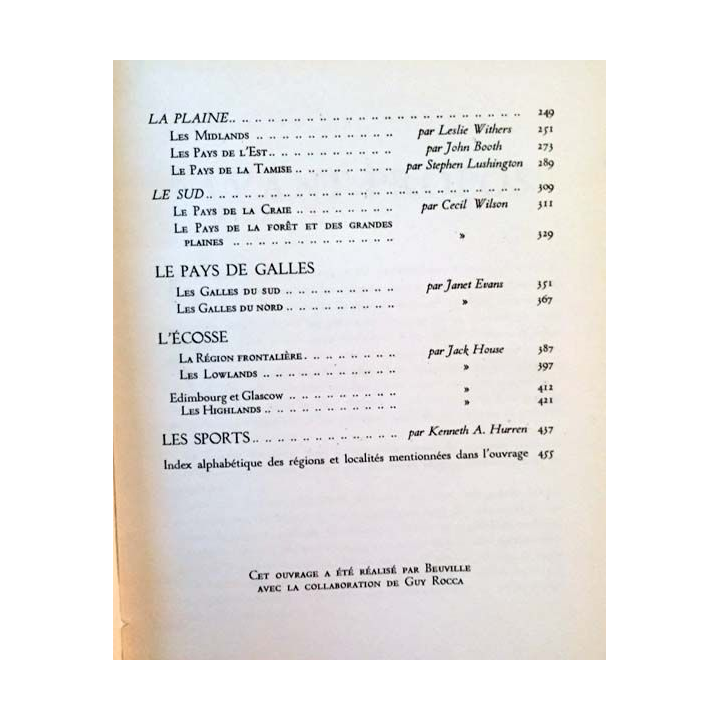 LA PLAINE.. .. .. .. .. .. .. .. .. .. .. .. .. .. .. .. .. .. .. .. .. .. 249
LES MIDLANDS .. .. .. .. .. .. .. .. .. .. .. par Leslie Withers 251
LES PAYS DE L'EST.. .. .. .. .. .. .. .. .. .. par John Booth 273
LE PAYS DE LA TAMISE .. .. .. .. .. .. .. .. par Stephen Lushington 289
LE SUD.. .. .. .. .. .. .. .. .. .. .. .. .. .. .. .. .. .. .. .. .. .. .. .. 309
LE PAYS DE LA CRAIE .. .. .. .. .. .. .. .. par Cecil Wilson 311
LE PAYS DE LA FORÊT ET DES GRANDES
PLAINES .. .. .. .. .. .. .. .. .. .. .. .. .. » 329
LE PAYS DE GALLES
LES GALLES DU SUD .. .. .. .. .. .. .. .. .. par Janet Evans 351
LES GALLES DU NORD .. .. .. .. .. .. .. .. .. » 367
L'ÉCOSSE
LA RÉGION FRONTALIÈRE. .. .. .. .. .. .. .. par Jack House 387
LES LOWLANDS .. .. .. .. .. .. .. .. .. .. .. » 397
Edimbourg et Glascow .. .. .. .. .. .. .. .. .. » 412
LES HIGHLANDS .. .. .. .. .. .. .. .. .. .. .. » 421
LES SPORTS.. .. .. .. .. .. .. .. .. .. .. .. par Kenneth A. Hurren 437
Index alphabétique des régions et localités mentionnées dans l'ouvrage 455
CET OUVRAGE A ÉTÉ RÉALISÉ PAR BEUVILLE
AVEC LA COLLABORATION DE GUY ROCCA